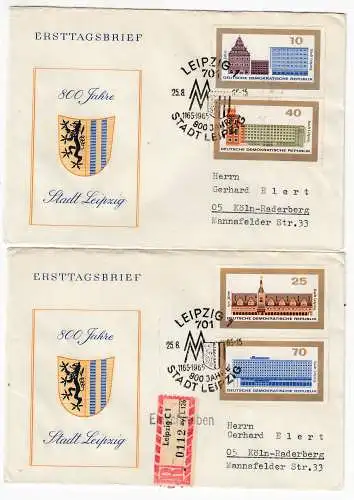 ERSTTAGSBRIEF
800 Jahre
Stadt Leipzig
LEIPZIG
701
25.8.
1165-1965
800 JAHRE
STADT LEIPZIG
10
DEUTSCHE DEMOKRATISCHE REPUBLIK
40
DEUTSCHE DEMOKRATISCHE REPUBLIK
Herrn
Gerhard Elert
05 KÖln-Raderberg
Mannsfelder Str.33
ERSTTAGSBRIEF
800 Jahre
Stadt Leipzig
LEIPZIG
701
25.8.
1165-1965
800 JAHRE
STADT LEIPZIG
25
DEUTSCHE DEMOKRATISCHE REPUBLIK
70
DEUTSCHE DEMOKRATISCHE REPUBLIK
Leipzig C 1
0112
Herrn
Gerhard Elert
05 Köln-Raderberg
Mannsfelder Str.33